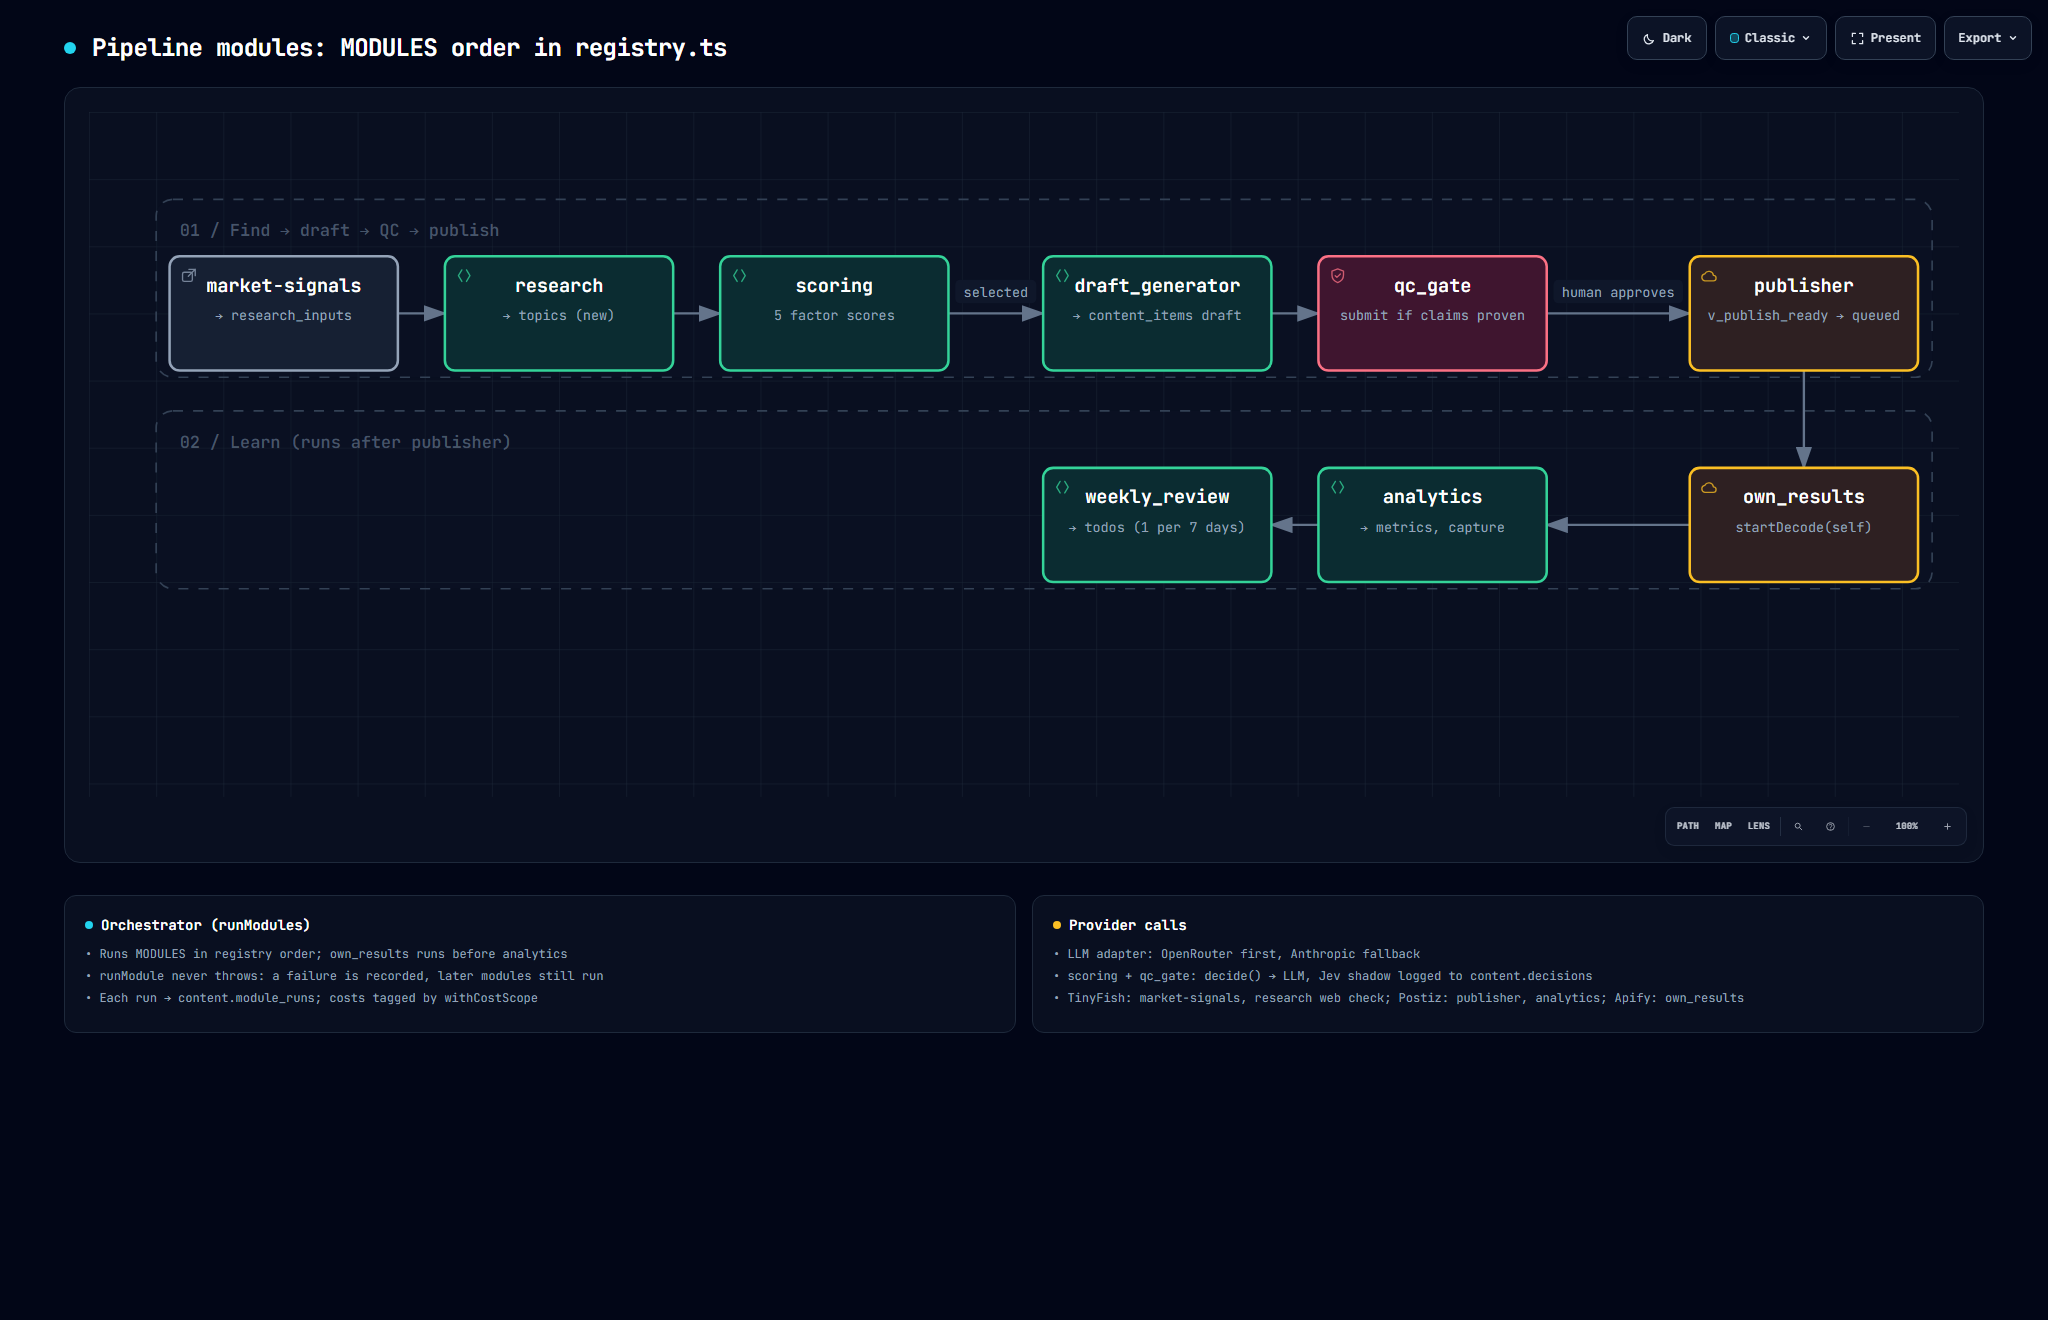 Pipeline modules: MODULES order in registry.ts
Dark
Classic
Present
Export
01 / Find → draft → QC → publish
market-signals
→ research_inputs
research
→ topics (new)
scoring
5 factor scores
selected
draft_generator
→ content_items draft
qc_gate
submit if claims proven
human approves
publisher
v_publish_ready → queued
02 / Learn (runs after publisher)
weekly_review
→ todos (1 per 7 days)
analytics
→ metrics, capture
own_results
startDecode(self)
PATH MAP LENS − 100% +
Orchestrator (runModules)
• Runs MODULES in registry order; own_results runs before analytics
• runModule never throws: a failure is recorded, later modules still run
• Each run → content.module_runs; costs tagged by withCostScope
Provider calls
• LLM adapter: OpenRouter first, Anthropic fallback
• scoring + qc_gate: decide() → LLM, Jev shadow logged to content.decisions
• TinyFish: market-signals, research web check; Postiz: publisher, analytics; Apify: own_results